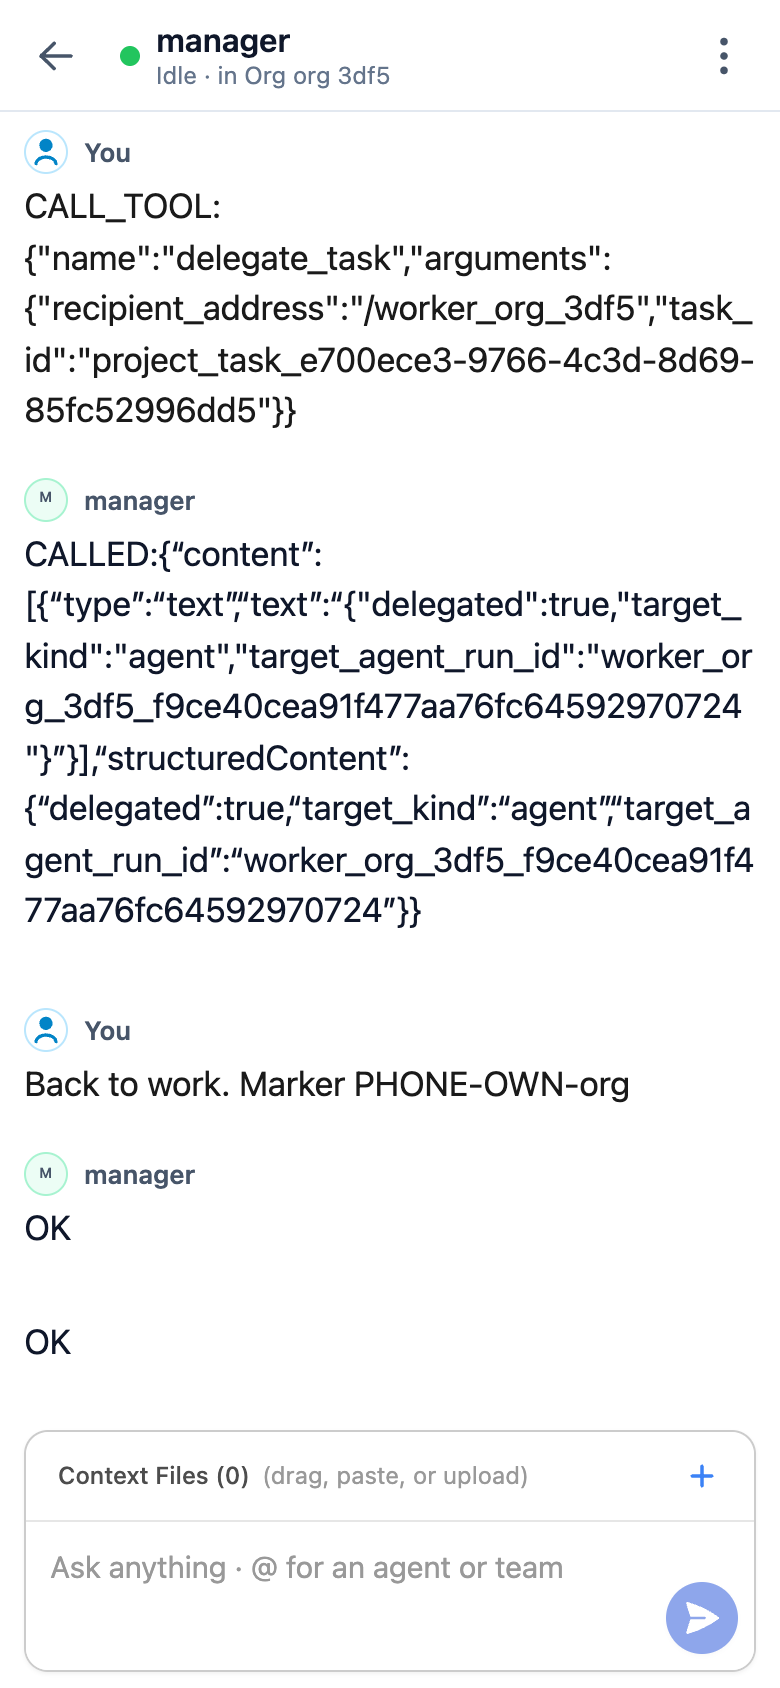 manager
Idle · in Org org 3df5
You
CALL_TOOL:
{"name":"delegate_task","arguments":
{"recipient_address":"/worker_org_3df5","task_
id":"project_task_e700ece3-9766-4c3d-8d69-
85fc52996dd5"}}
M manager
CALLED:{“content”:
[{“type”:“text”,“text”:“{"delegated":true,"target_
kind":"agent","target_agent_run_id":"worker_or
g_3df5_f9ce40cea91f477aa76fc64592970724
"}”}],“structuredContent”:
{“delegated”:true,“target_kind”:“agent”,“target_a
gent_run_id”:“worker_org_3df5_f9ce40cea91f4
77aa76fc64592970724”}}
You
Back to work. Marker PHONE-OWN-org
M manager
OK
OK
Context Files (0) (drag, paste, or upload)
Ask anything · @ for an agent or team